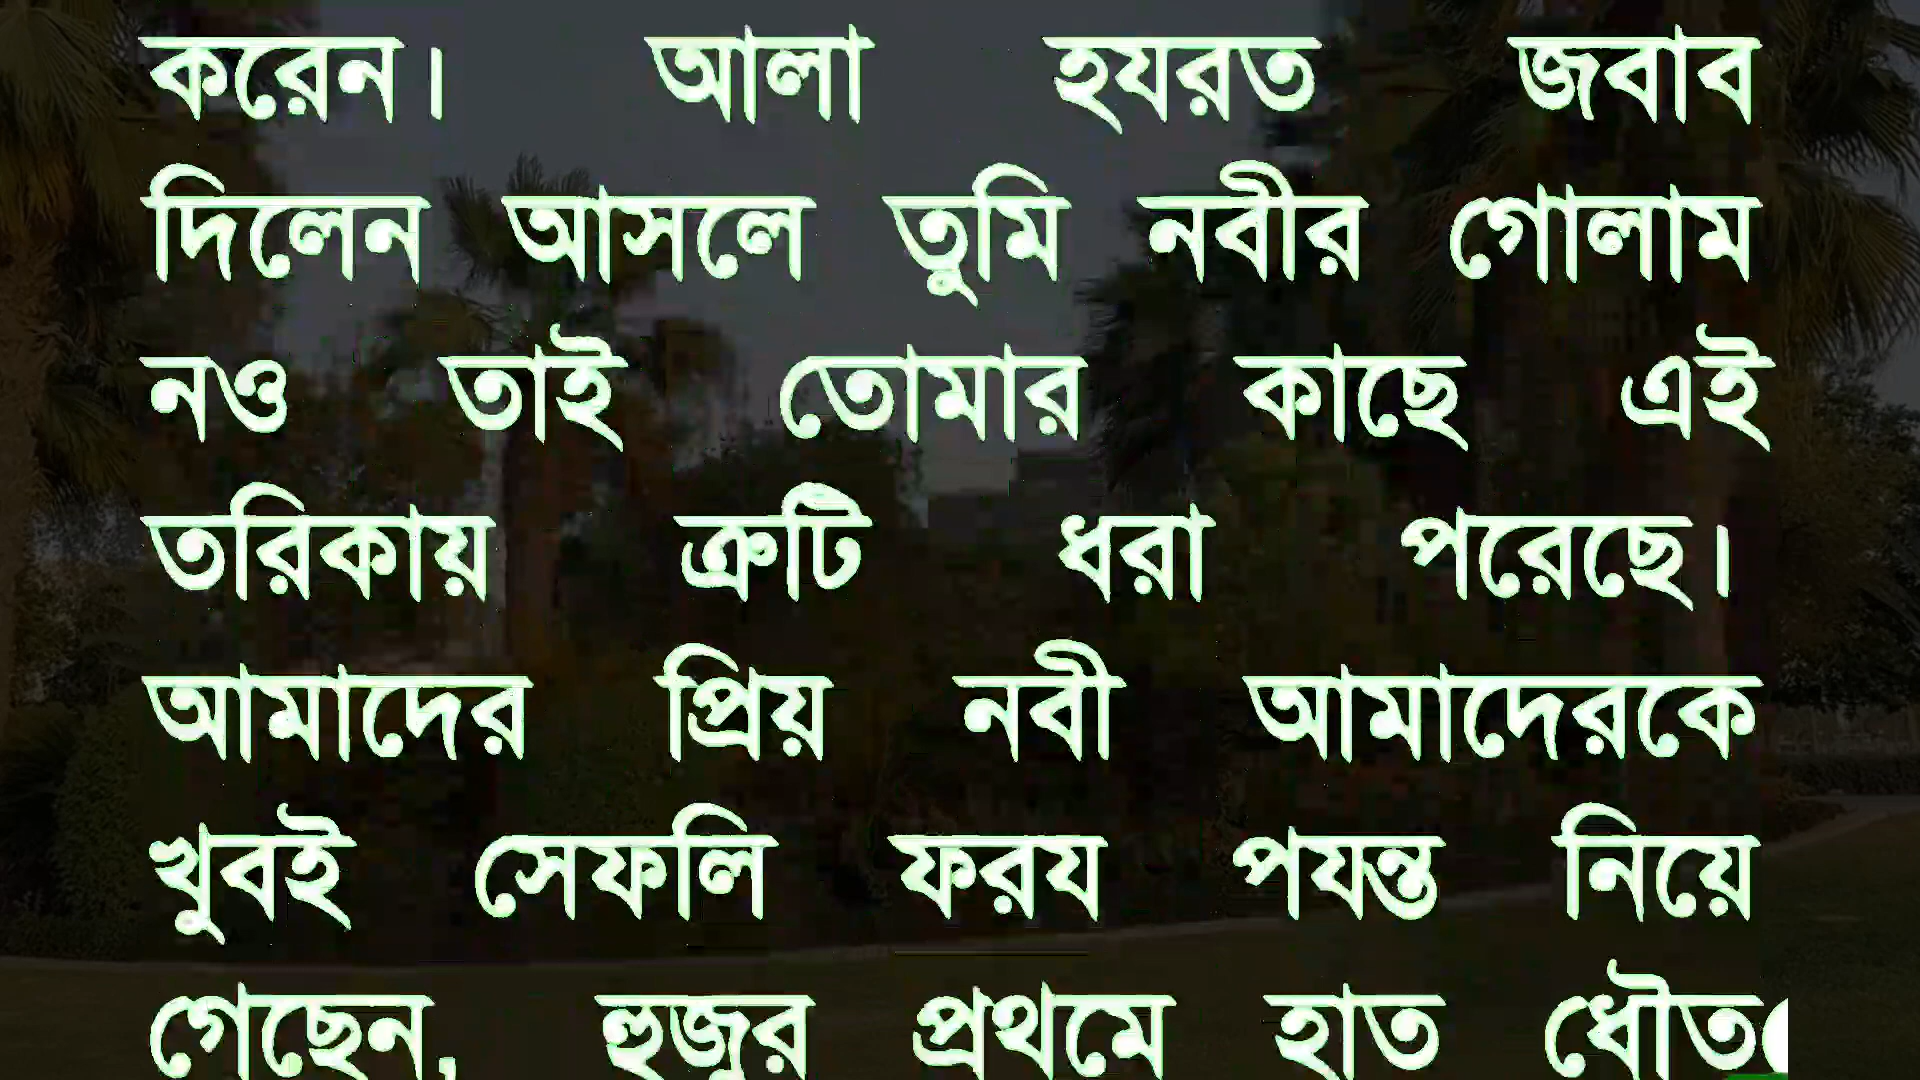 করেন। আলা হযরত জবাব
দিলেন আসলে তুমি নবীর গোলাম
নও তাই তোমার কাছে এই
তরিকায় ত্রুটি ধরা পরেছে।
আমাদের প্রিয় নবী আমাদেরকে
খুবই সেফলি ফরয পযন্ত নিয়ে
গেছেন, হুজুর প্রথমে হাত ধৌত